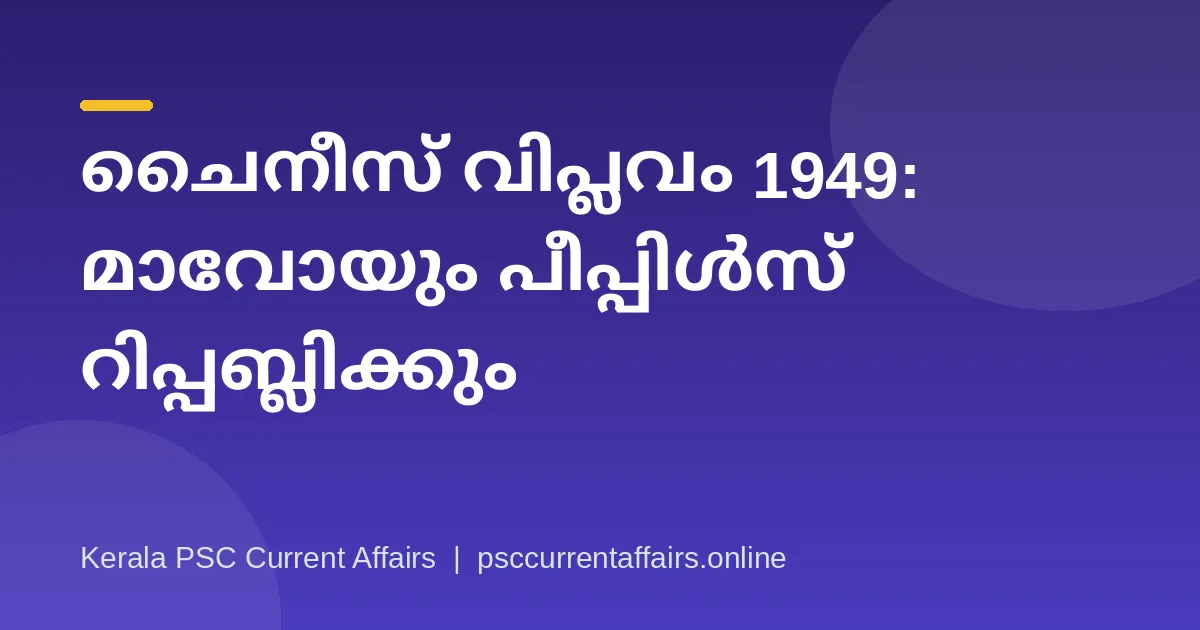 ചൈനീസ് വിപ്ലവം 1949:
മാവോയും പീപ്പിൾസ്
റിപ്പബ്ലിക്കും
Kerala PSC Current Affairs | psccurrentaffairs.online